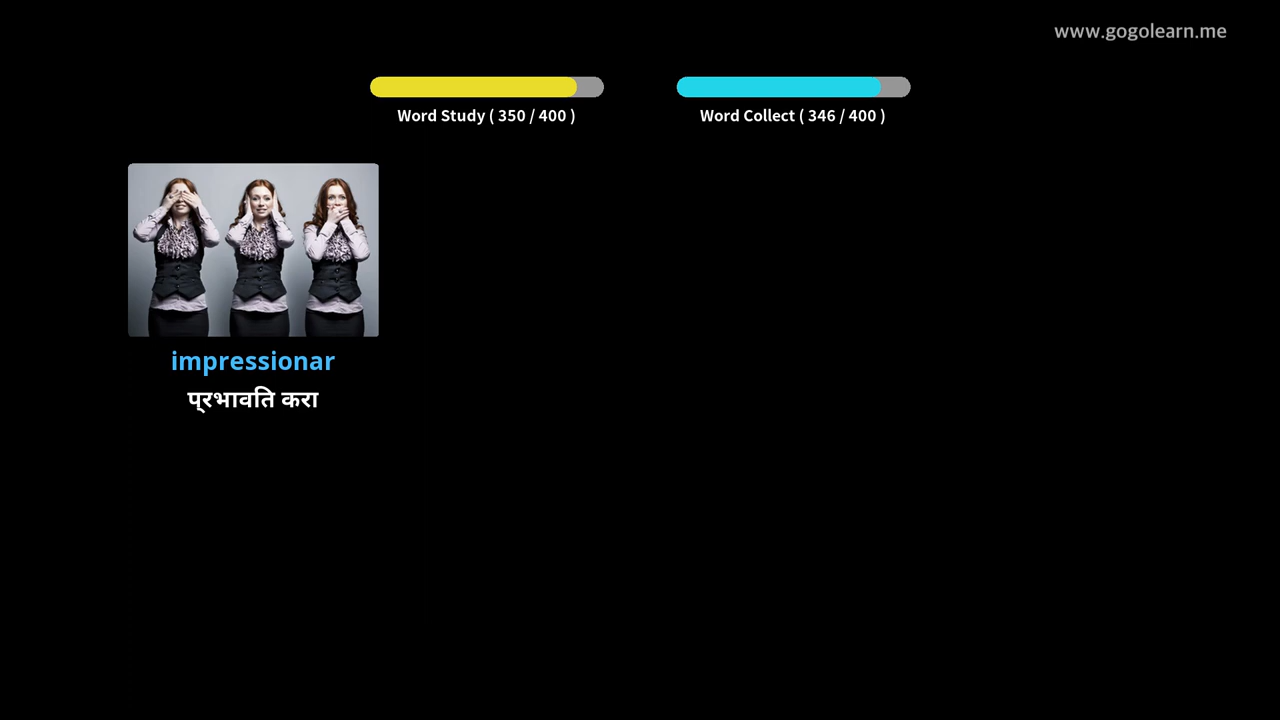 www.gogolearn.me
Word Study ( 350 / 400 )
Word Collect ( 346 / 400 )
impressionar
प्रभावति करा